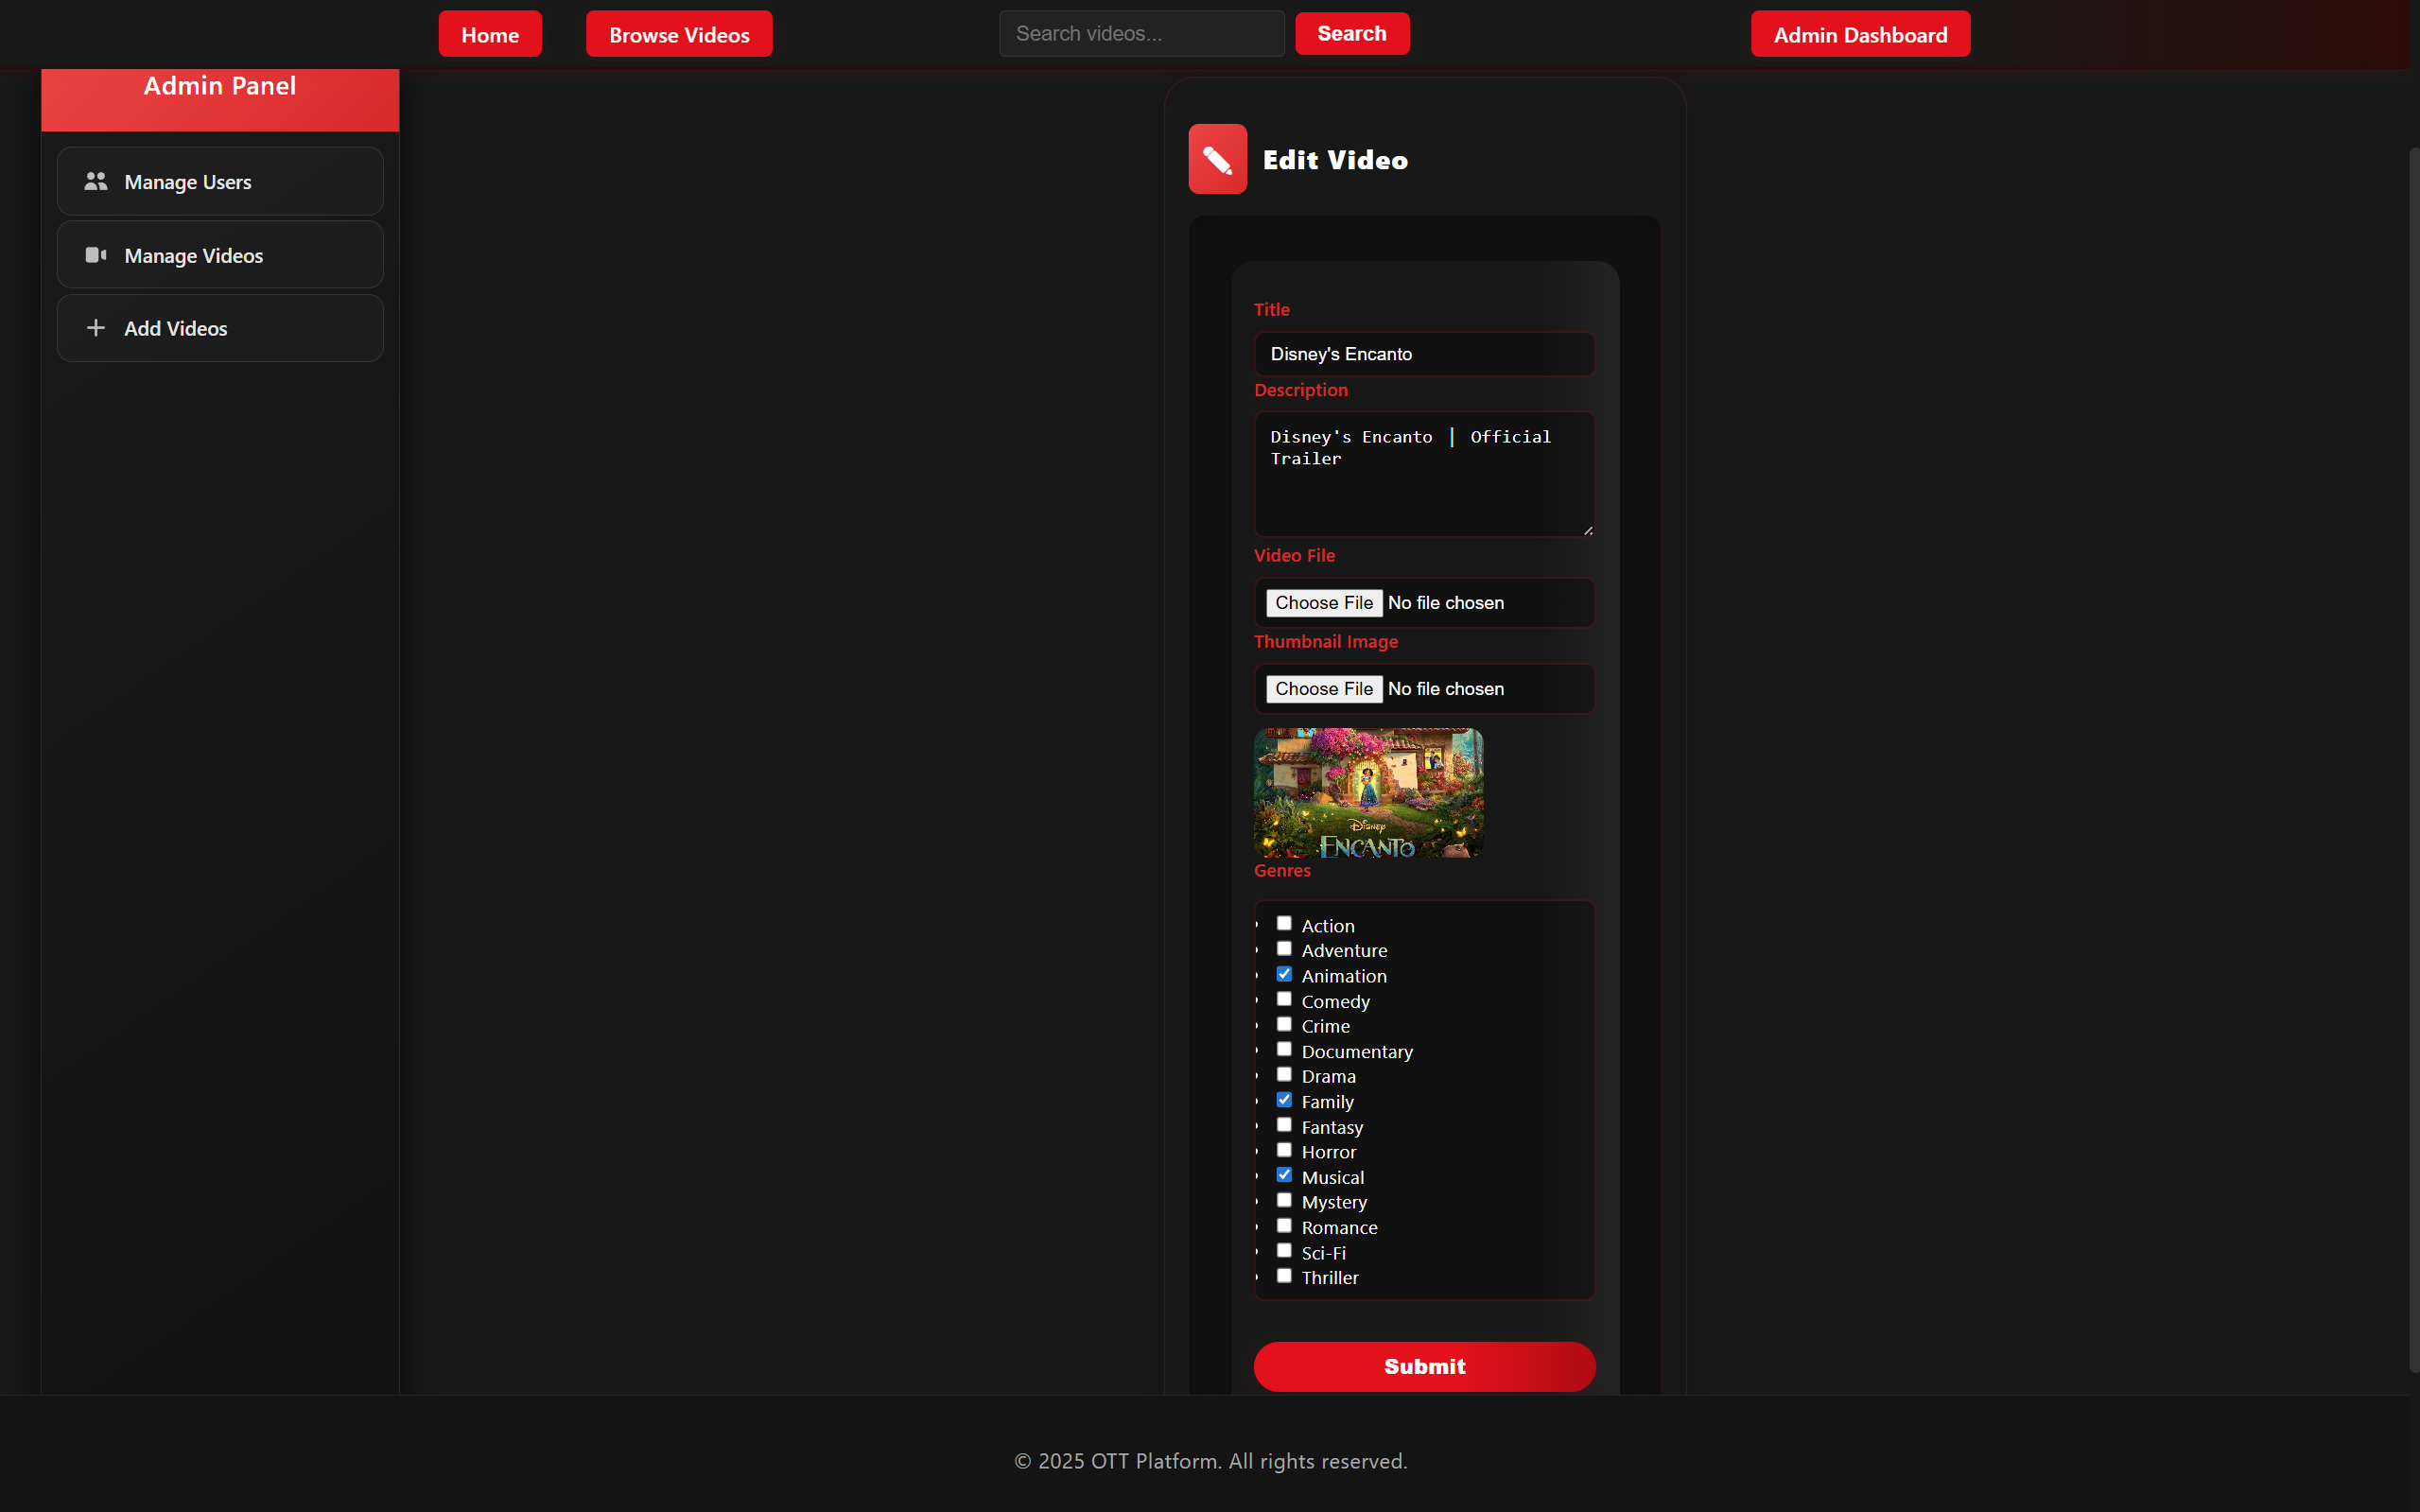 Home
Browse Videos
Search videos...
Search
Admin Dashboard
Admin Panel
Manage Users
Manage Videos
Add Videos
Edit Video
Title
Disney's Encanto
Description
Disney's Encanto | Official
Trailer
Video File
Choose File No file chosen
Thumbnail Image
Choose File No file chosen
Disney
ENCANTO
Genres
Action
Adventure
Animation
Comedy
Crime
Documentary
Drama
Family
Fantasy
Horror
Musical
Mystery
Romance
Sci-Fi
Thriller
Submit
© 2025 OTT Platform. All rights reserved.